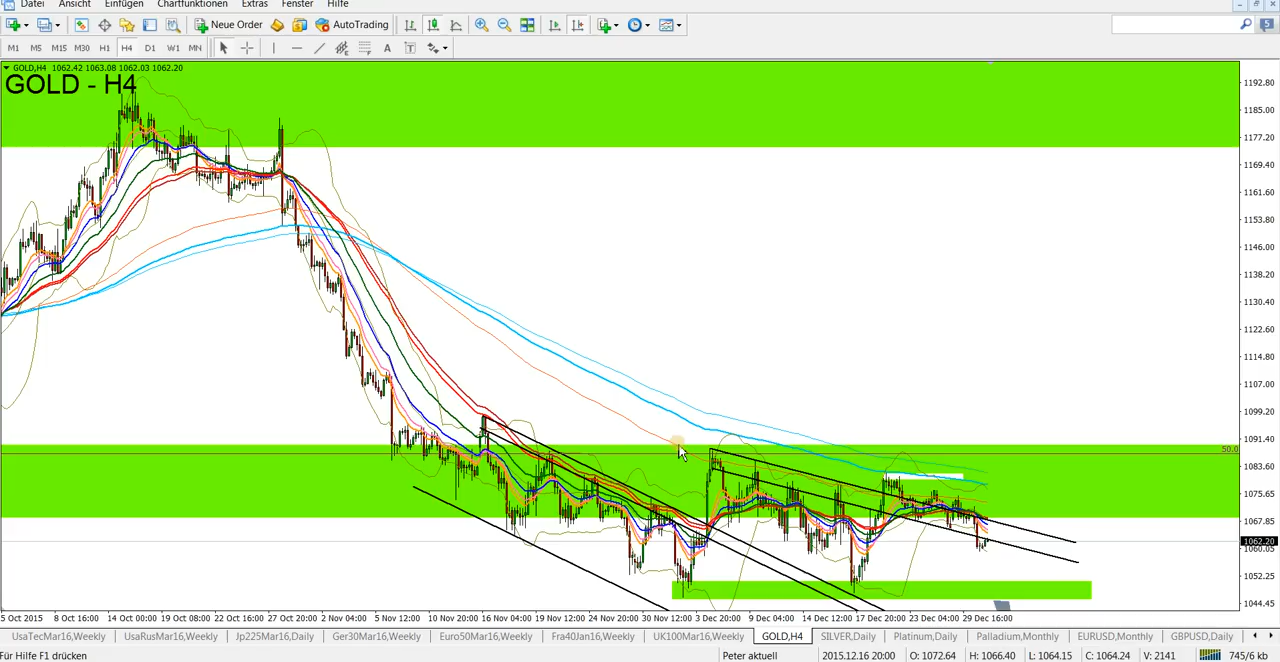 Datei Ansicht Einfügen Chartfunktionen Extras Fenster Hilfe
New Order AutoTrading 5
M1 M5 M15 M30 H1 H4 D1 W1 MN A T
GOLD,H4 1062.42 1063.08 1062.03 1062.20
GOLD - H4
1192.80
1185.00
1177.20
1169.40
1161.60
1153.80
1146.00
1138.20
1130.40
1122.60
1114.80
1107.00
1099.20
1091.40
50.0
1083.60
1075.65
1067.85
1062.20
1060.05
1052.25
1044.45
5 Oct 2015 8 Oct 16:00 14 Oct 00:00 19 Oct 08:00 22 Oct 16:00 27 Oct 20:00 2 Nov 04:00 5 Nov 12:00 10 Nov 20:00 16 Nov 04:00 19 Nov 12:00 24 Nov 20:00 30 Nov 12:00 3 Dec 20:00 9 Dec 04:00 14 Dec 12:00 17 Dec 20:00 23 Dec 04:00 29 Dec 16:00
UsaTecMar16,Weekly UsaRusMar16,Weekly Jp225Mar16,Daily Ger30Mar16,Weekly Euro50Mar16,Weekly Fra40Jan16,Weekly UK100Mar16,Weekly GOLD,H4 SILVER,Daily Platinum,Daily Palladium,Monthly EURUSD,Monthly GBPUSD,Daily
Für Hilfe F1 drücken Peter aktuell 2015.12.16 20:00 O: 1072.64 H: 1066.40 L: 1064.15 C: 1064.24 V: 2141 745/6 kb